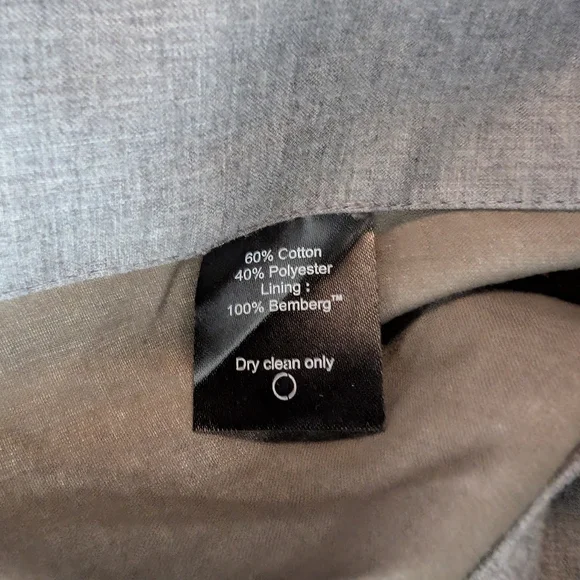 60% Cotton
40% Polyester
Lining :
100% Bemberg™
Dry clean only